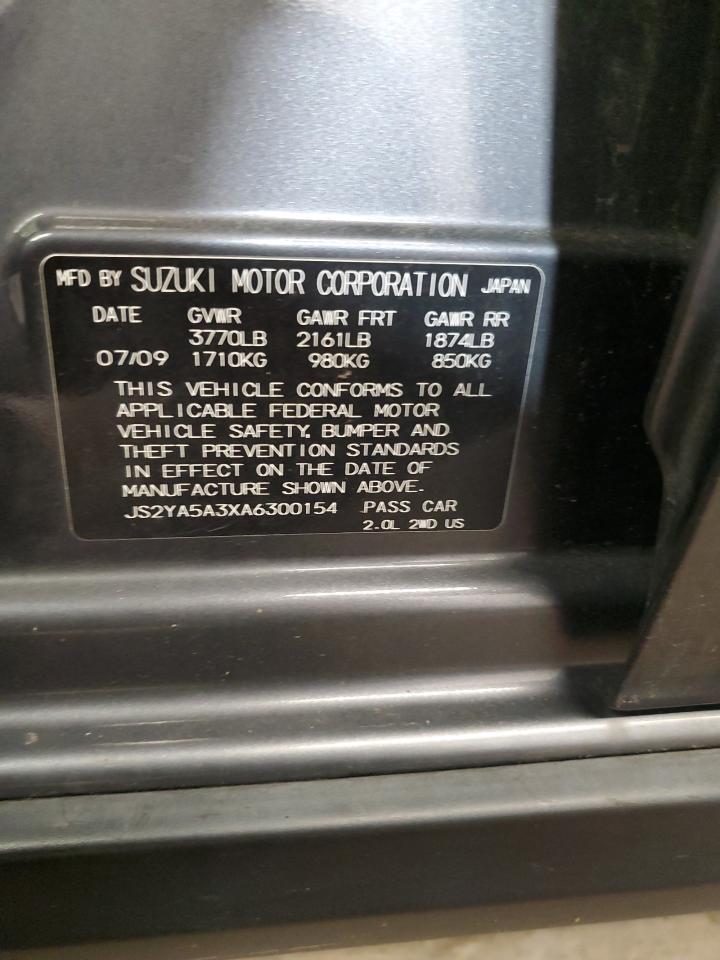 MFD BY SUZUKI MOTOR CORPORATION JAPAN
DATE GVWR GAWR FRT GAWR RR
3770LB 2161LB 1874LB
07/09 1710KG 980KG 850KG
THIS VEHICLE CONFORMS TO ALL
APPLICABLE FEDERAL MOTOR
VEHICLE SAFETY, BUMPER AND
THEFT PREVENTION STANDARDS
IN EFFECT ON THE DATE OF
MANUFACTURE SHOWN ABOVE.
JS2YA5A3XA6300154 PASS CAR
2.0L 2WD US